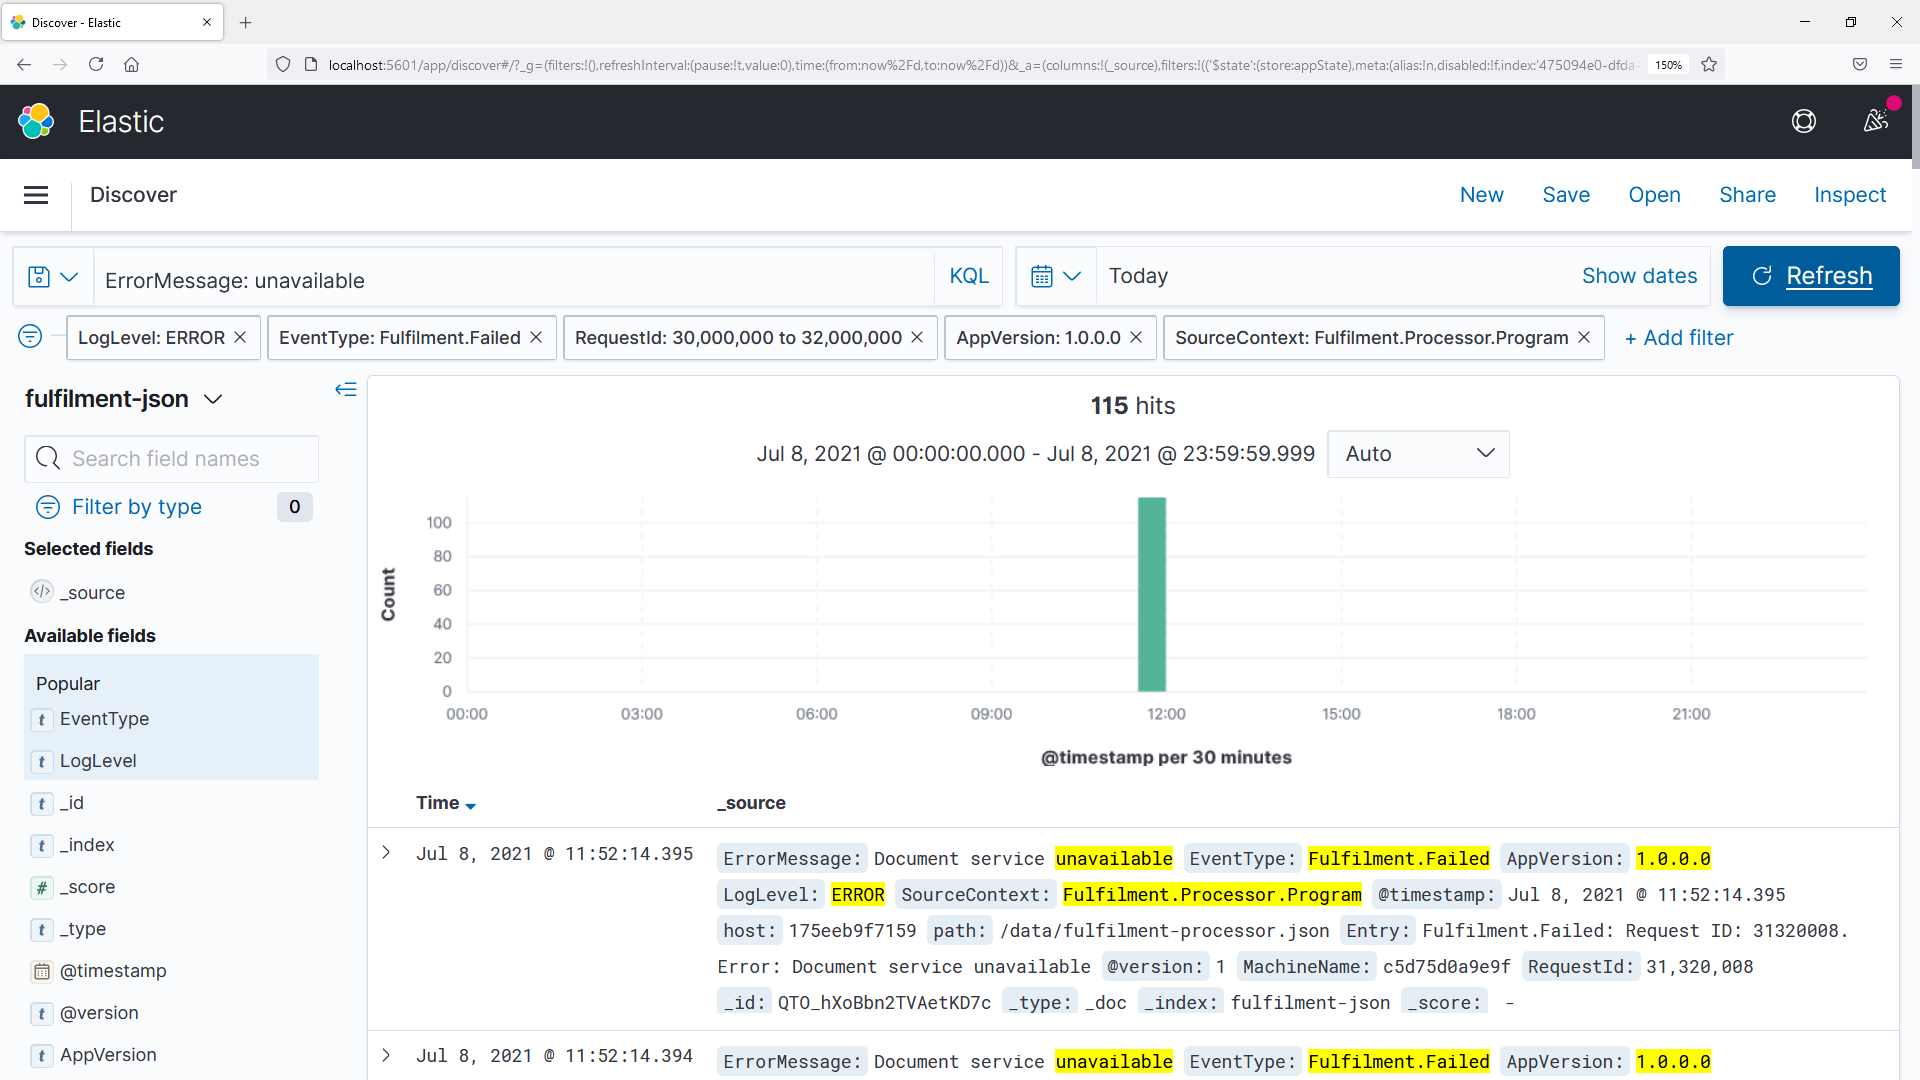 Discover - Elastic
localhost:5601/app/discover#/?_g=(filters:!(),refreshInterval:(pause:!t,value:0),time:(from:now%2Fd,to:now%2Fd))&_a=(columns:!(_source),filters:!(('$state':(store:appState),meta:(alias:!n,disabled:!f,index:'475094e0-dfda-
150%
Elastic
Discover
New Save Open Share Inspect
ErrorMessage: unavailable KQL Today Show dates Refresh
LogLevel: ERROR EventType: Fulfilment.Failed RequestId: 30,000,000 to 32,000,000 AppVersion: 1.0.0.0 SourceContext: Fulfilment.Processor.Program + Add filter
fulfilment-json
Search field names
Filter by type 0
Selected fields
_source
Available fields
Popular
t EventType
t LogLevel
t _id
t _index
# _score
t _type
@timestamp
t @version
t AppVersion
115 hits
Jul 8, 2021 @ 00:00:00.000 - Jul 8, 2021 @ 23:59:59.999 Auto
Count
100
80
60
40
20
0
00:00 03:00 06:00 09:00 12:00 15:00 18:00 21:00
@timestamp per 30 minutes
Time _source
Jul 8, 2021 @ 11:52:14.395 ErrorMessage: Document service unavailable EventType: Fulfilment.Failed AppVersion: 1.0.0.0
LogLevel: ERROR SourceContext: Fulfilment.Processor.Program @timestamp: Jul 8, 2021 @ 11:52:14.395
host: 175eeb9f7159 path: /data/fulfilment-processor.json Entry: Fulfilment.Failed: Request ID: 31320008.
Error: Document service unavailable @version: 1 MachineName: c5d75d0a9e9f RequestId: 31,320,008
_id: QTO_hXoBbn2TVAetKD7c _type: _doc _index: fulfilment-json _score: -
Jul 8, 2021 @ 11:52:14.394 ErrorMessage: Document service unavailable EventType: Fulfilment.Failed AppVersion: 1.0.0.0